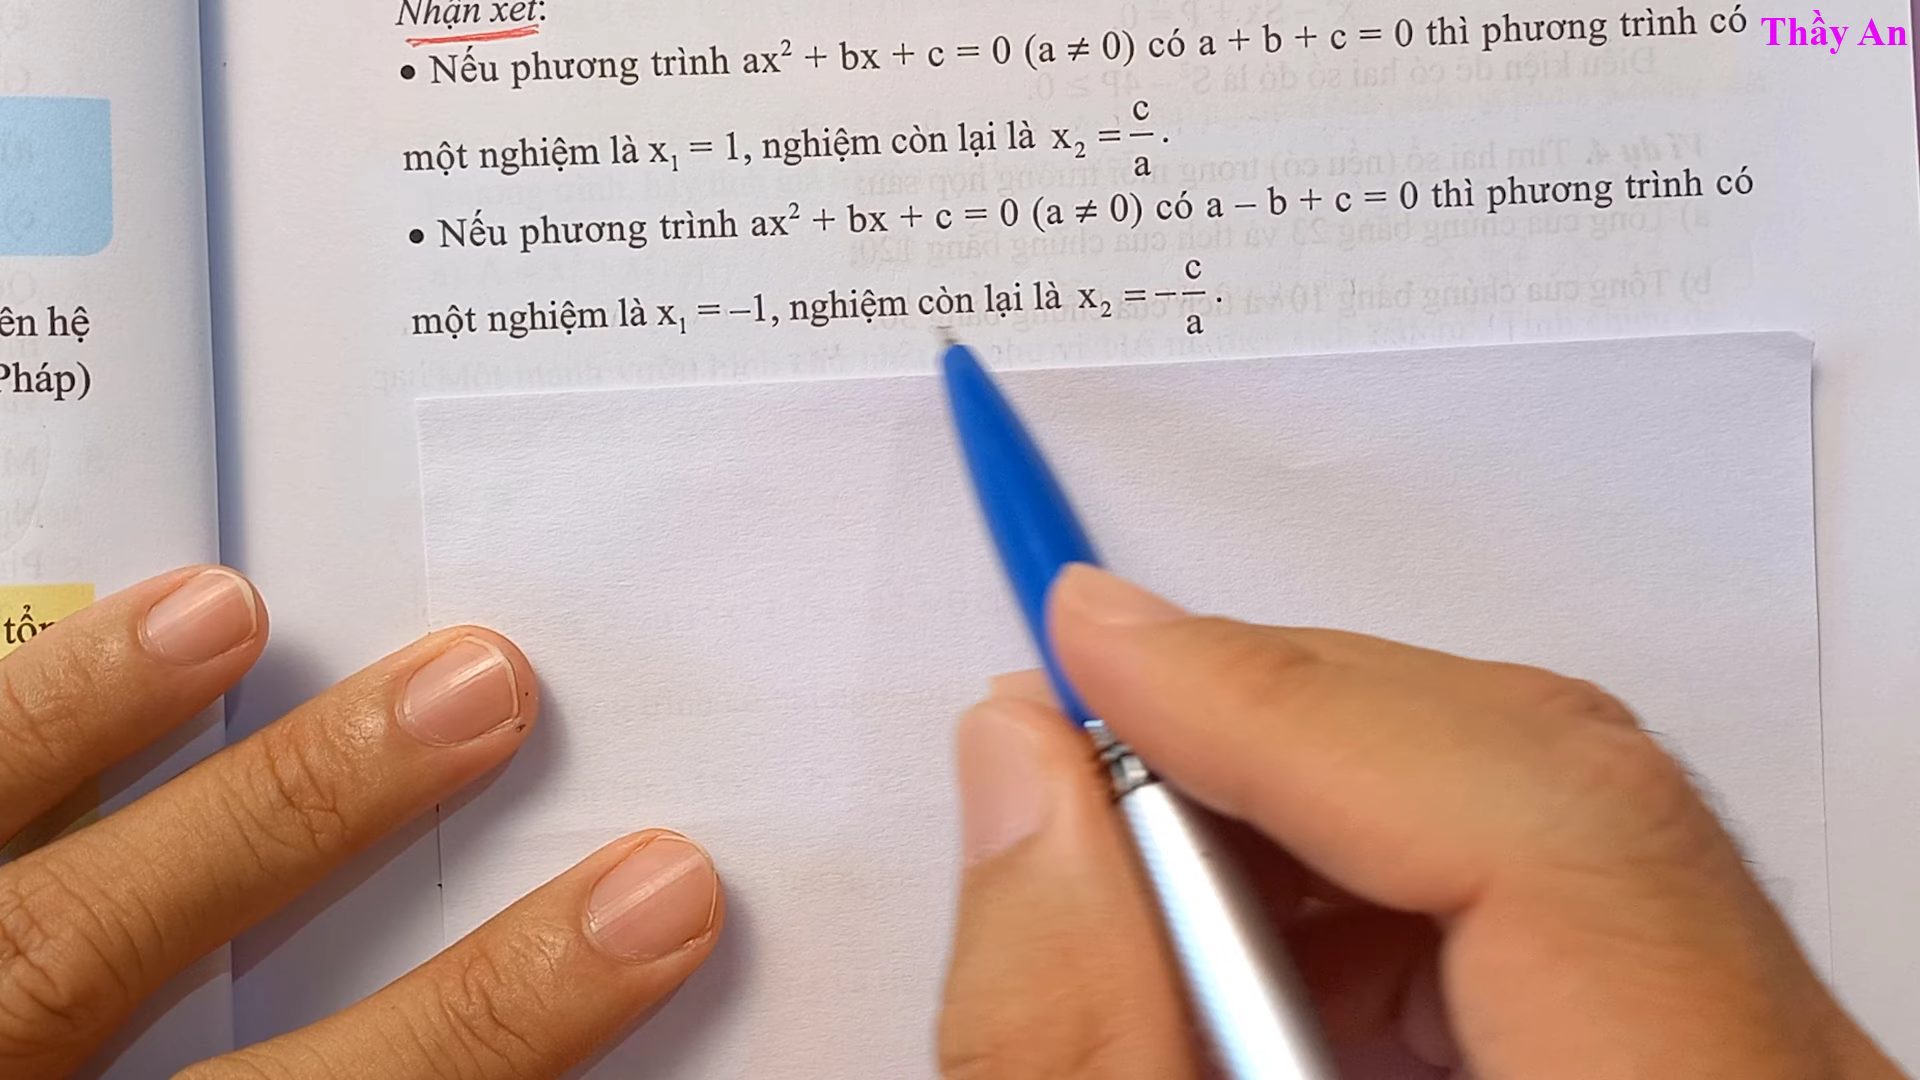 Nhận xét:
Thầy An
• Nếu phương trình ax² + bx + c = 0 (a ≠ 0) có a + b + c = 0 thì phương trình có
một nghiệm là x₁ = 1, nghiệm còn lại là x₂ = c/a.
• Nếu phương trình ax² + bx + c = 0 (a ≠ 0) có a – b + c = 0 thì phương trình có
một nghiệm là x₁ = –1, nghiệm còn lại là x₂ = –c/a.
ên hệ
Pháp)